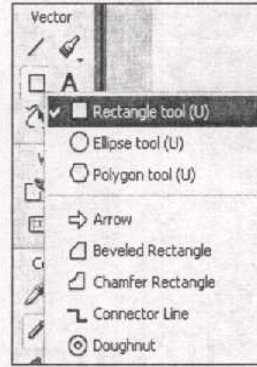 Vector
A
Rectangle tool (U)
Ellipse tool (U)
Polygon tool (U)
Arrow
Beveled Rectangle
Chamfer Rectangle
Connector Line
Doughnut